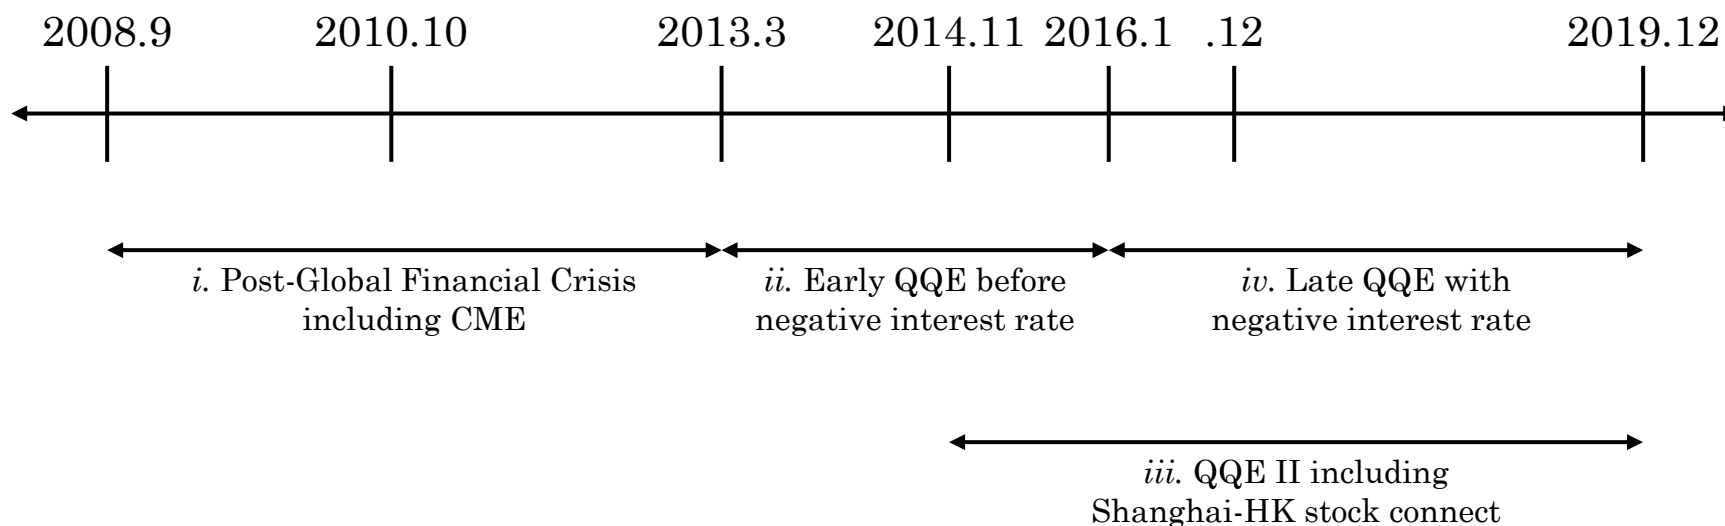 2008.9 2010.10 2013.3 2014.11 2016.1 .12 2019.12
i. Post-Global Financial Crisis
including CME
ii. Early QQE before
negative interest rate
iv. Late QQE with
negative interest rate
iii. QQE II including
Shanghai-HK stock connect